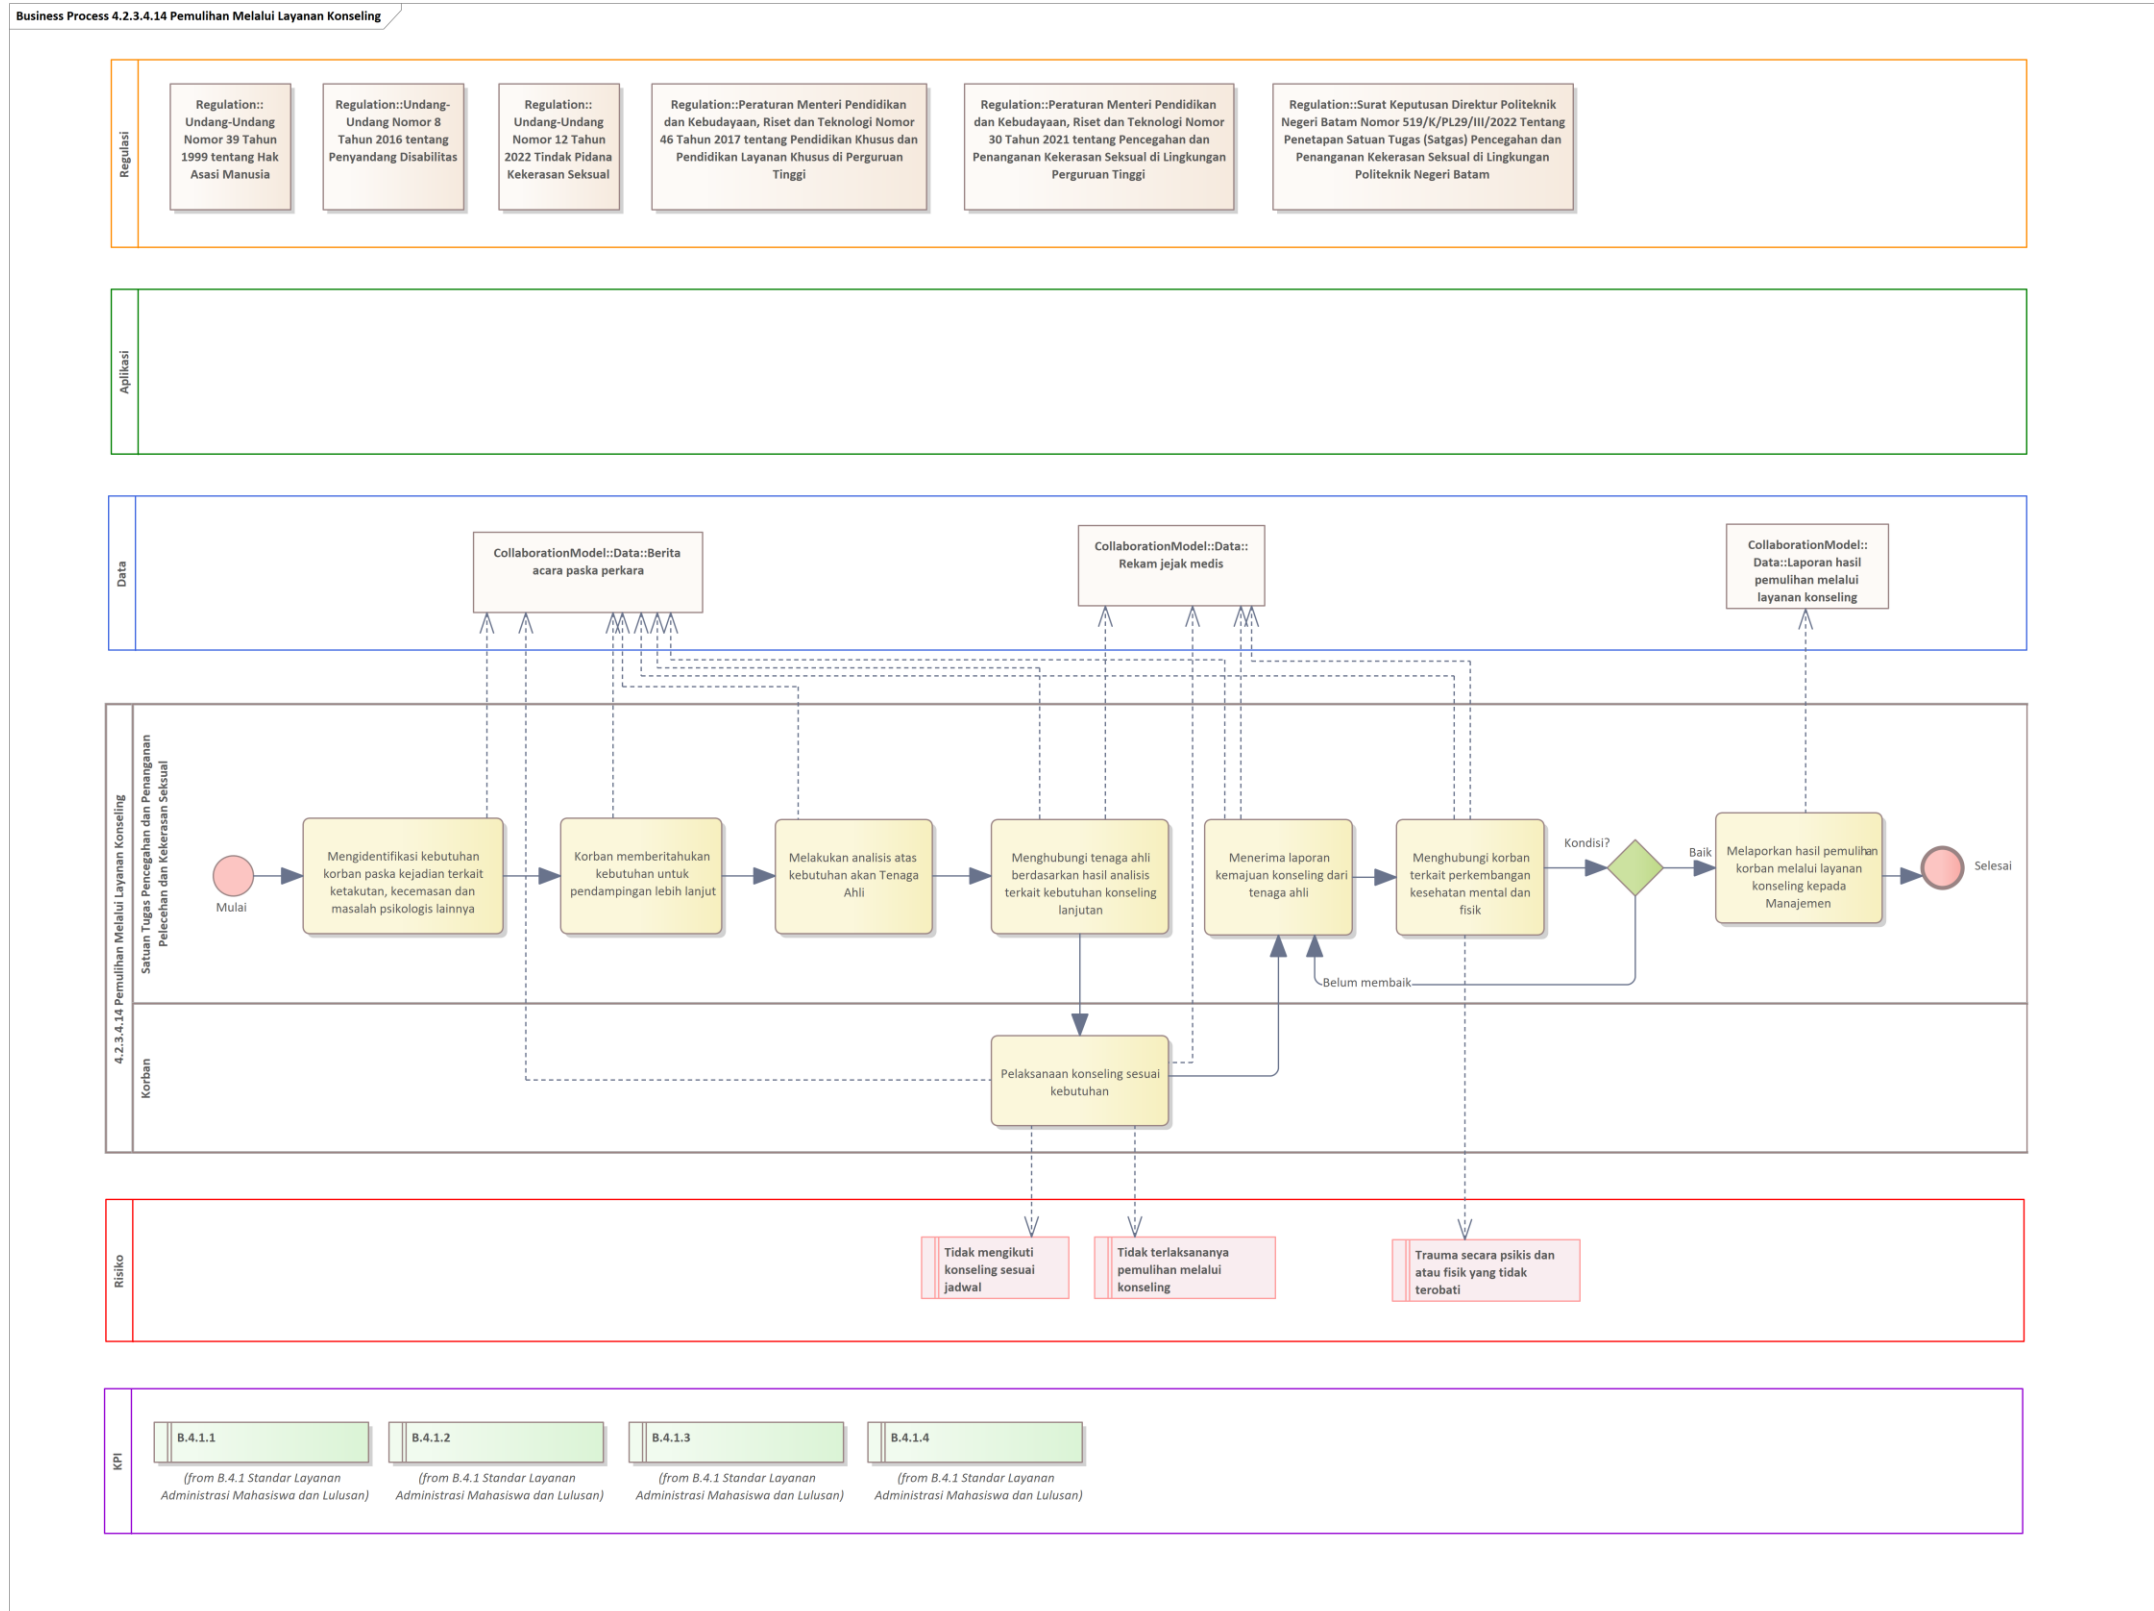 Business Process 4.2.3.4.14 Pemulihan Melalui Layanan Konseling
Regulasi
Regulation::
Undang-Undang
Nomor 39 Tahun
1999 tentang Hak
Asasi Manusia
Regulation::Undang-
Undang Nomor 8
Tahun 2016 tentang
Penyandang Disabilitas
Regulation::
Undang-Undang
Nomor 12 Tahun
2022 Tindak Pidana
Kekerasan Seksual
Regulation::Peraturan Menteri Pendidikan
dan Kebudayaan, Riset dan Teknologi Nomor
46 Tahun 2017 tentang Pendidikan Khusus dan
Pendidikan Layanan Khusus di Perguruan
Tinggi
Regulation::Peraturan Menteri Pendidikan
dan Kebudayaan, Riset dan Teknologi Nomor
30 Tahun 2021 tentang Pencegahan dan
Penanganan Kekerasan Seksual di Lingkungan
Perguruan Tinggi
Regulation::Surat Keputusan Direktur Politeknik
Negeri Batam Nomor 519/K/PL29/III/2022 Tentang
Penetapan Satuan Tugas (Satgas) Pencegahan dan
Penanganan Kekerasan Seksual di Lingkungan
Politeknik Negeri Batam
Aplikasi
Data
CollaborationModel::Data::Berita
acara paska perkara
CollaborationModel::Data::
Rekam jejak medis
CollaborationModel::
Data::Laporan hasil
pemulihan melalui
layanan konseling
4.2.3.4.14 Pemulihan Melalui Layanan Konseling
Satuan Tugas Pencegahan dan Penanganan
Pelecehan dan Kekerasan Seksual
Mulai
Mengidentifikasi kebutuhan
korban paska kejadian terkait
ketakutan, kecemasan dan
masalah psikologis lainnya
Korban memberitahukan
kebutuhan untuk
pendampingan lebih lanjut
Melakukan analisis atas
kebutuhan akan Tenaga
Ahli
Menghubungi tenaga ahli
berdasarkan hasil analisis
terkait kebutuhan konseling
lanjutan
Menerima laporan
kemajuan konseling dari
tenaga ahli
Menghubungi korban
terkait perkembangan
kesehatan mental dan
fisik
Kondisi?
Baik
Belum membaik
Melaporkan hasil pemulihan
korban melalui layanan
konseling kepada
Manajemen
Selesai
Korban
Pelaksanaan konseling sesuai
kebutuhan
Risiko
Tidak mengikuti
konseling sesuai
jadwal
Tidak terlaksananya
pemulihan melalui
konseling
Trauma secara psikis dan
atau fisik yang tidak
terobati
KPI
B.4.1.1
(from B.4.1 Standar Layanan
Administrasi Mahasiswa dan Lulusan)
B.4.1.2
(from B.4.1 Standar Layanan
Administrasi Mahasiswa dan Lulusan)
B.4.1.3
(from B.4.1 Standar Layanan
Administrasi Mahasiswa dan Lulusan)
B.4.1.4
(from B.4.1 Standar Layanan
Administrasi Mahasiswa dan Lulusan)